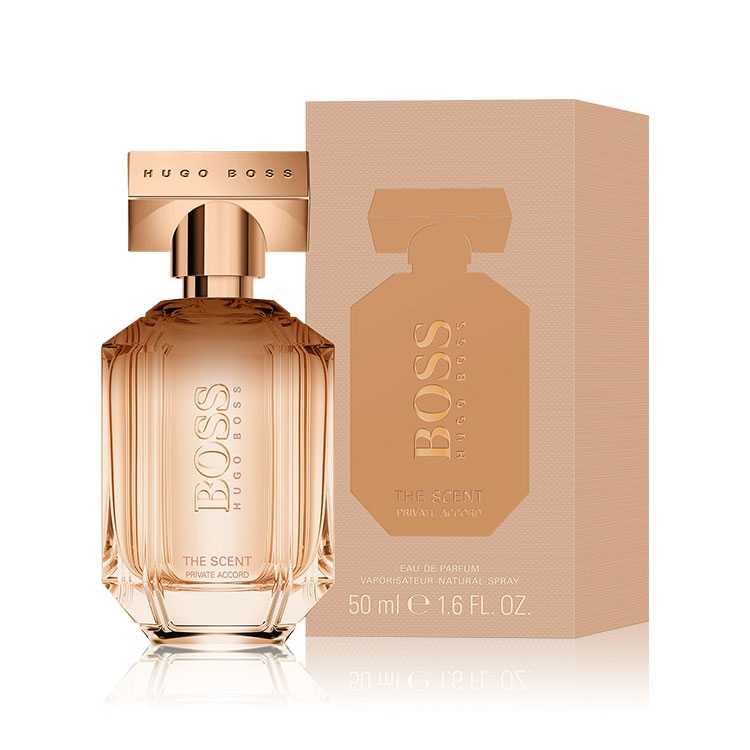 HUGO BOSS
BOSS
HUGO BOSS
THE SCENT
PRIVATE ACCORD
BOSS
HUGO BOSS
THE SCENT
PRIVATE ACCORD
EAU DE PARFUM
VAPORISATEUR NATURAL SPRAY
50 ml ℮ 1.6 FL. OZ.